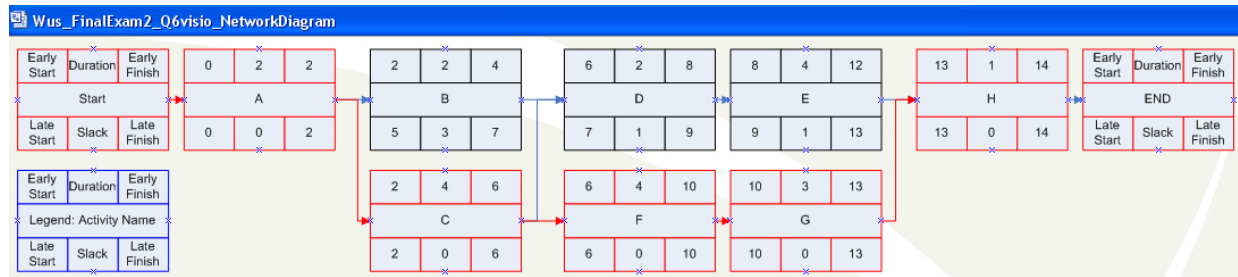 Wus_FinalExam2_Q6visio_NetworkDiagram
Early Start Duration Early Finish
Start
Late Start Slack Late Finish
0 2 2
A
0 0 2
2 2 4
B
5 3 7
6 2 8
D
7 1 9
8 4 12
E
9 1 13
13 1 14
H
13 0 14
Early Start Duration Early Finish
END
Late Start Slack Late Finish
Early Start Duration Early Finish
Legend: Activity Name
Late Start Slack Late Finish
2 4 6
C
2 0 6
6 4 10
F
6 0 10
10 3 13
G
10 0 13